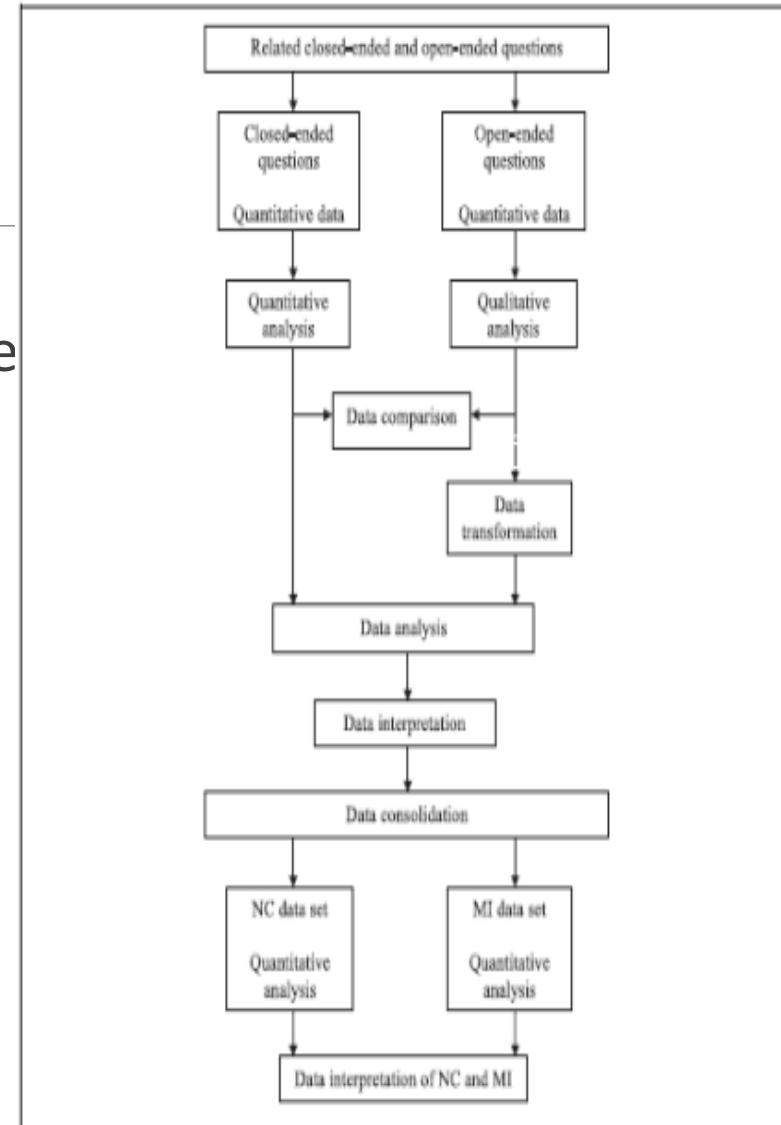 Related closed-ended and open-ended questions
Closed-ended
questions
Quantitative data
Open-ended
questions
Quantitative data
Quantitative
analysis
Qualitative
analysis
e
Data comparison
Data
transformation
Data analysis
Data interpretation
Data consolidation
NC data set
Quantitative
analysis
MI data set
Quantitative
analysis
Data interpretation of NC and MI